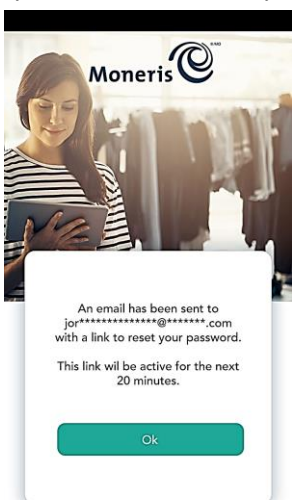 Moneris
An email has been sent to
jor**************@*******.com
with a link to reset your password.
This link will be active for the next
20 minutes.
Ok